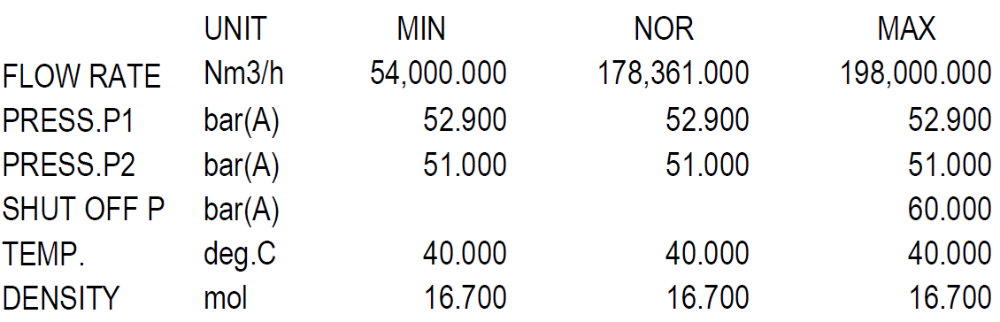 UNIT MIN NOR MAX
FLOW RATE Nm3/h 54,000.000 178,361.000 198,000.000
PRESS.P1 bar(A) 52.900 52.900 52.900
PRESS.P2 bar(A) 51.000 51.000 51.000
SHUT OFF P bar(A) 60.000
TEMP. deg.C 40.000 40.000 40.000
DENSITY mol 16.700 16.700 16.700